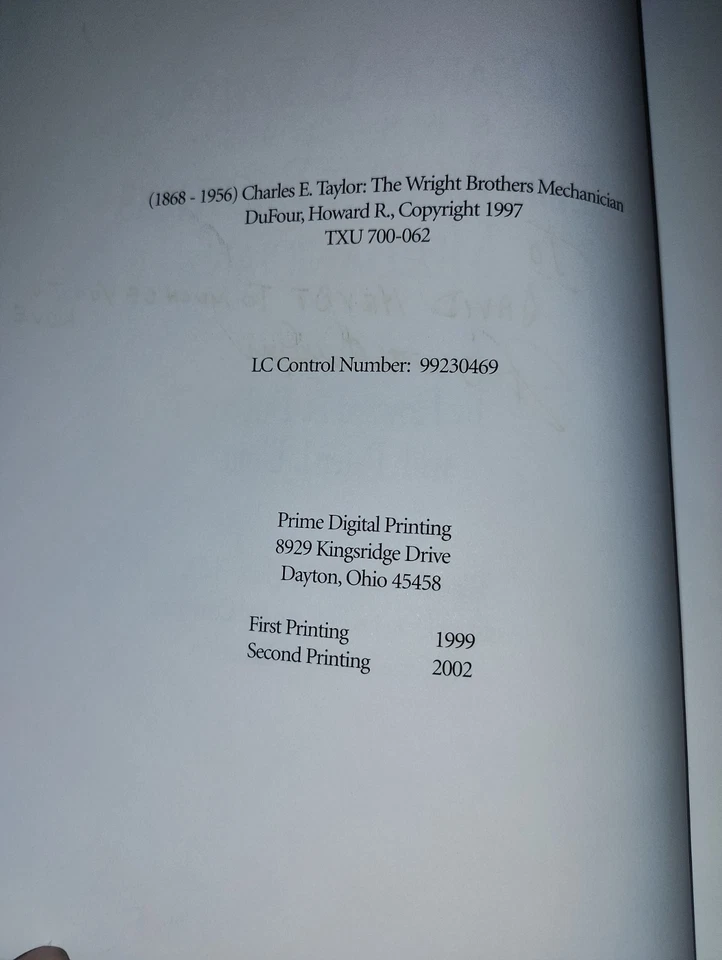 (1868 - 1956) Charles E. Taylor: The Wright Brothers Mechanician
DuFour, Howard R., Copyright 1997
TXU 700-062
LC Control Number: 99230469
Prime Digital Printing
8929 Kingsridge Drive
Dayton, Ohio 45458
First Printing 1999
Second Printing 2002